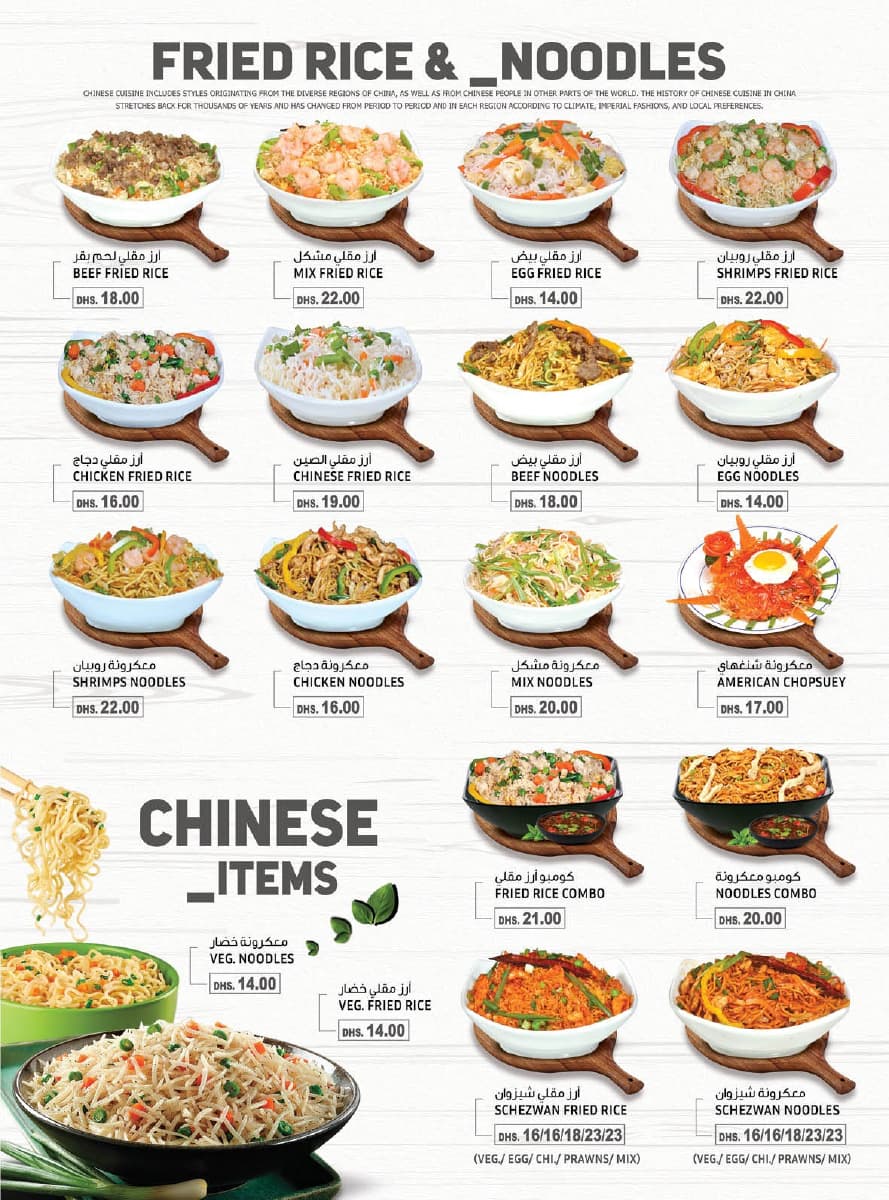 FRIED RICE & _NOODLES
CHINESE CUISINE INCLUDES STYLES ORIGINATING FROM THE DIVERSE REGIONS OF CHINA, AS WELL AS FROM CHINESE PEOPLE IN OTHER PARTS OF THE WORLD. THE HISTORY OF CHINESE CUISINE IN CHINA
STRETCHES BACK FOR THOUSANDS OF YEARS AND HAS CHANGED FROM PERIOD TO PERIOD AND IN EACH REGION ACCORDING TO CLIMATE, IMPERIAL FASHIONS, AND LOCAL PREFERENCES.
أرز مقلي لحم بقر
BEEF FRIED RICE
DHS. 18.00
أرز مقلي مشكل
MIX FRIED RICE
DHS. 22.00
أرز مقلي بيض
EGG FRIED RICE
DHS. 14.00
أرز مقلي روبيان
SHRIMPS FRIED RICE
DHS. 22.00
أرز مقلي دجاج
CHICKEN FRIED RICE
DHS. 16.00
أرز مقلي الصين
CHINESE FRIED RICE
DHS. 19.00
أرز مقلي بيض
BEEF NOODLES
DHS. 18.00
أرز مقلي روبيان
EGG NOODLES
DHS. 14.00
معكرونة روبيان
SHRIMPS NOODLES
DHS. 22.00
معكرونة دجاج
CHICKEN NOODLES
DHS. 16.00
معكرونة مشكل
MIX NOODLES
DHS. 20.00
معكرونة شنغهاي
AMERICAN CHOPSUEY
DHS. 17.00
CHINESE
_ITEMS
كومبو أرز مقلي
FRIED RICE COMBO
DHS. 21.00
كومبو معكرونة
NOODLES COMBO
DHS. 20.00
معكرونة خضار
VEG. NOODLES
DHS. 14.00
أرز مقلي خضار
VEG. FRIED RICE
DHS. 14.00
أرز مقلي شيزوان
SCHEZWAN FRIED RICE
DHS. 16/16/18/23/23
(VEG./ EGG/ CHI./ PRAWNS/ MIX)
معكرونة شيزوان
SCHEZWAN NOODLES
DHS. 16/16/18/23/23
(VEG./ EGG/ CHI./ PRAWNS/ MIX)